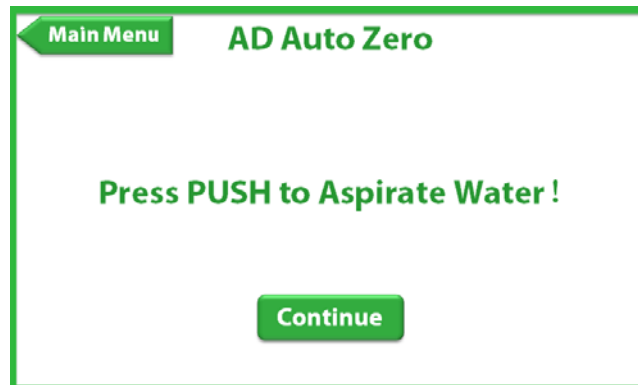 Main Menu
AD Auto Zero
Press PUSH to Aspirate Water !
Continue